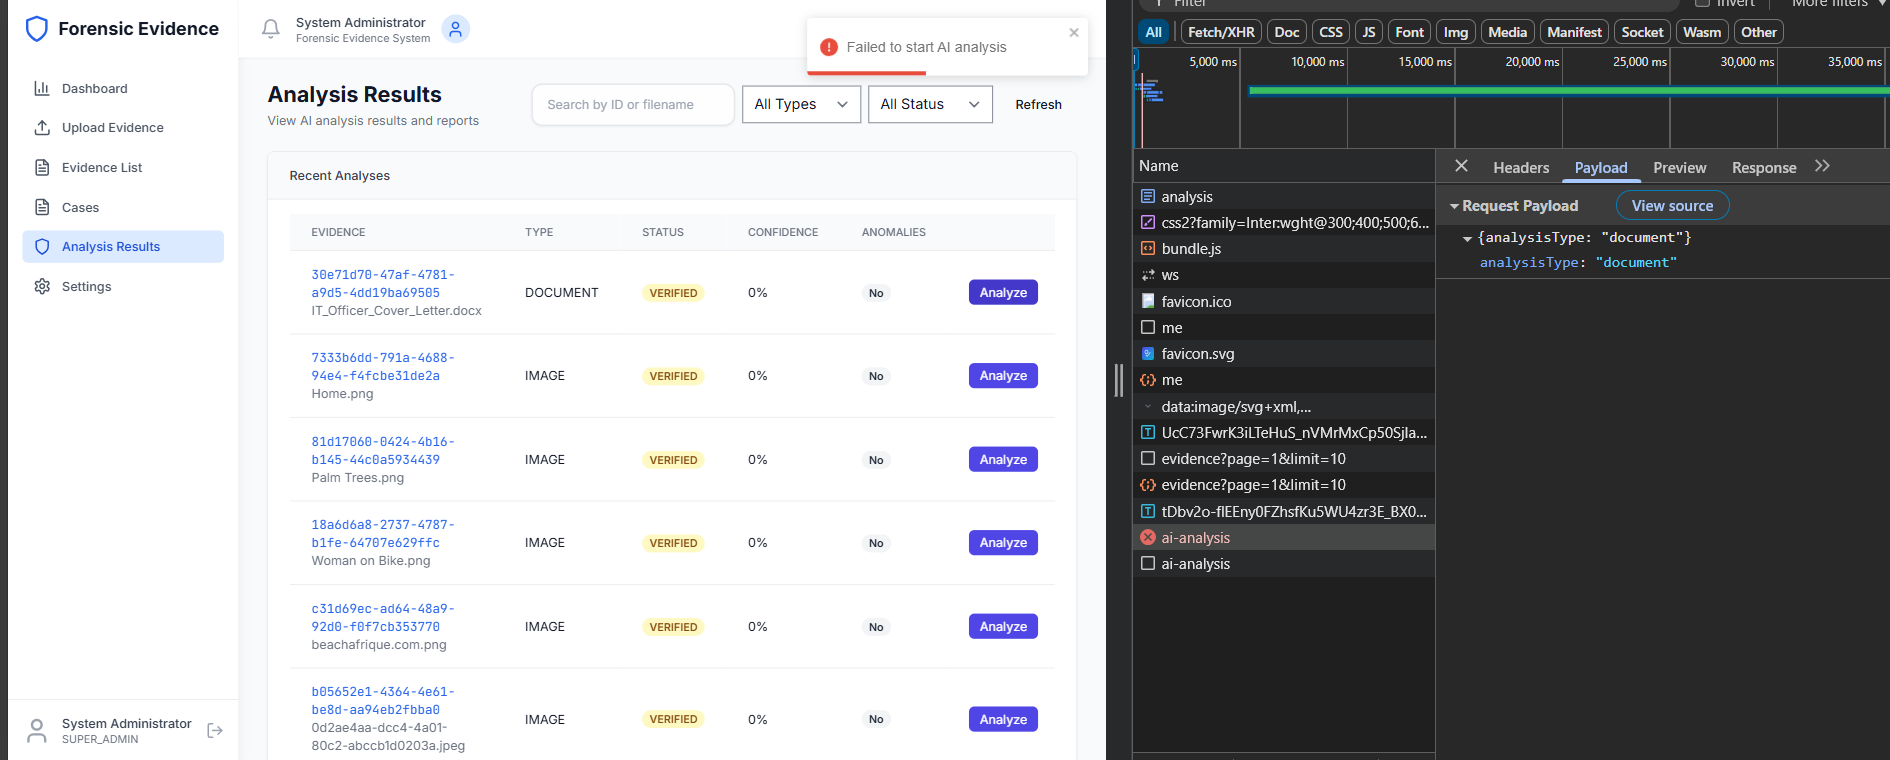 Forensic Evidence
Dashboard
Upload Evidence
Evidence List
Cases
Analysis Results
Settings
System Administrator
SUPER_ADMIN
System Administrator
Forensic Evidence System
Failed to start AI analysis
Analysis Results
View AI analysis results and reports
Search by ID or filename
All Types
All Status
Refresh
Recent Analyses
EVIDENCE TYPE STATUS CONFIDENCE ANOMALIES
30e71d70-47af-4781-
a9d5-4dd19ba69505
IT_Officer_Cover_Letter.docx
DOCUMENT VERIFIED 0% No Analyze
7333b6dd-791a-4688-
94e4-f4fcbe31de2a
Home.png
IMAGE VERIFIED 0% No Analyze
81d17060-0424-4b16-
b145-44c0a5934439
Palm Trees.png
IMAGE VERIFIED 0% No Analyze
18a6d6a8-2737-4787-
b1fe-64707e629ffc
Woman on Bike.png
IMAGE VERIFIED 0% No Analyze
c31d69ec-ad64-48a9-
92d0-f0f7cb353770
beachafrique.com.png
IMAGE VERIFIED 0% No Analyze
b05652e1-4364-4e61-
be8d-aa94eb2fbba0
0d2ae4aa-dcc4-4a01-
80c2-abccb1d0203a.jpeg
IMAGE VERIFIED 0% No Analyze
Filter Invert More filters
All Fetch/XHR Doc CSS JS Font Img Media Manifest Socket Wasm Other
5,000 ms 10,000 ms 15,000 ms 20,000 ms 25,000 ms 30,000 ms 35,000 ms
Name
analysis
css2?family=Inter:wght@300;400;500;6...
bundle.js
ws
favicon.ico
me
favicon.svg
me
data:image/svg+xml,...
UcC73FwrK3iLTeHuS_nVMrMxCp50SjIa...
evidence?page=1&limit=10
evidence?page=1&limit=10
tDbv2o-flEEny0FZhsfKu5WU4zr3E_BX0...
ai-analysis
ai-analysis
Headers Payload Preview Response
Request Payload View source
{analysisType: "document"}
analysisType: "document"